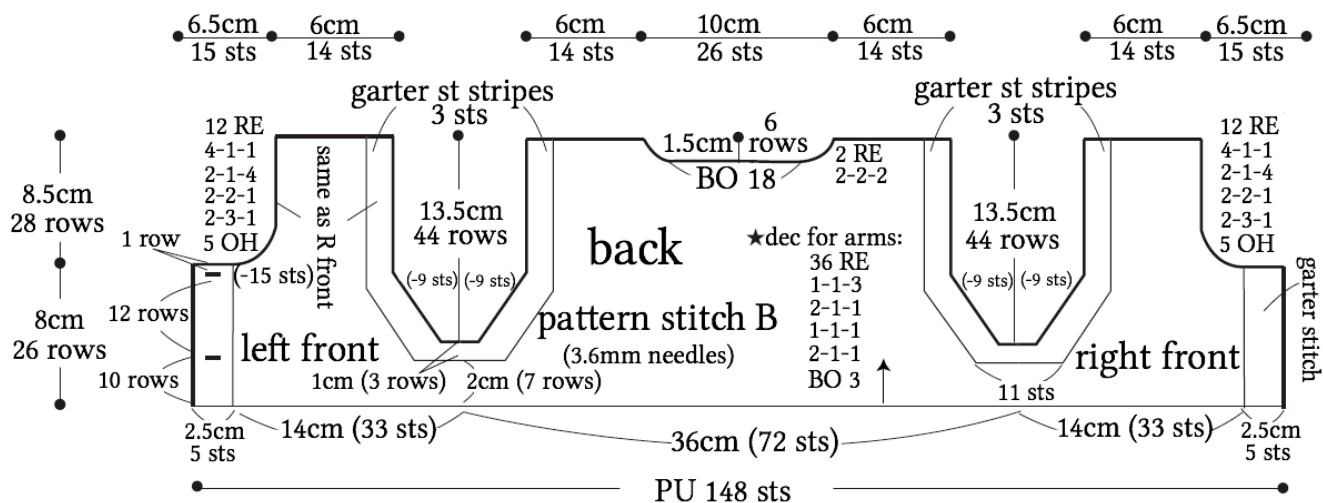 6.5cm 6cm 6cm 10cm 6cm 6cm 6.5cm
15 sts 14 sts 14 sts 26 sts 14 sts 14 sts 15 sts
garter st stripes
3 sts
garter st stripes
3 sts
12 RE
4-1-1
2-1-4
2-2-1
2-3-1
5 OH
same as R front
1.5cm 6 rows
BO 18
2 RE
2-2-2
12 RE
4-1-1
2-1-4
2-2-1
2-3-1
5 OH
8.5cm
28 rows
13.5cm
44 rows
(-9 sts) (-9 sts)
back
★dec for arms:
36 RE
1-1-3
2-1-1
1-1-1
2-1-1
BO 3
13.5cm
44 rows
(-9 sts) (-9 sts)
1 row
(-15 sts)
garter stitch
8cm
26 rows
12 rows
10 rows
left front
pattern stitch B
(3.6mm needles)
right front
1cm (3 rows)
2cm (7 rows)
11 sts
2.5cm
5 sts
14cm (33 sts)
36cm (72 sts)
14cm (33 sts)
2.5cm
5 sts
PU 148 sts